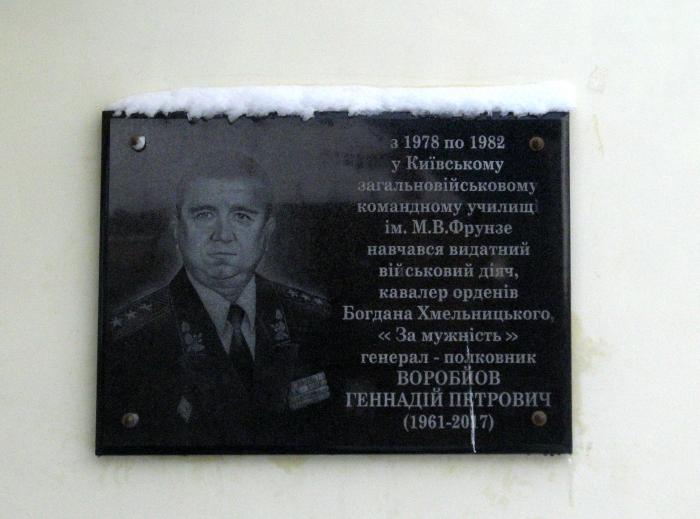 з 1978 по 1982
у Київському
загальновійськовому
командному училищі
ім. М.В.Фрунзе
навчався видатний
військовий діяч,
кавалер орденів
Богдана Хмельницького,
« За мужність »
генерал - полковник
ВОРОБЙОВ
ГЕННАДІЙ ПЕТРОВИЧ
(1961-2017)